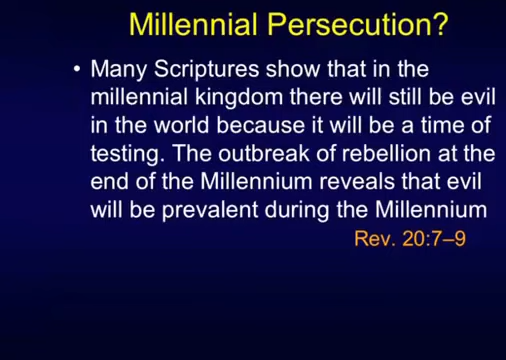 Millennial Persecution?
• Many Scriptures show that in the
millennial kingdom there will still be evil
in the world because it will be a time of
testing. The outbreak of rebellion at the
end of the Millennium reveals that evil
will be prevalent during the Millennium
Rev. 20:7–9